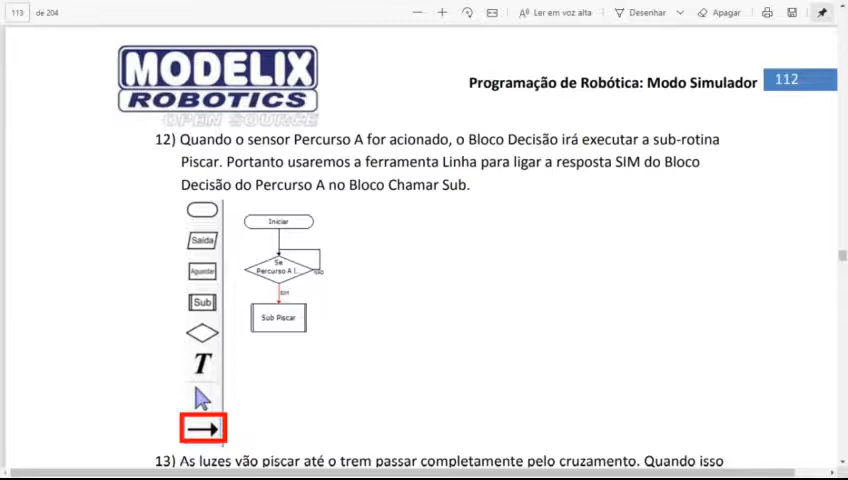 113 de 204 Ler em voz alta Desenhar Apagar
MODELIX
ROBOTICS
OPEN SOURCE
Programação de Robótica: Modo Simulador 112
12) Quando o sensor Percurso A for acionado, o Bloco Decisão irá executar a sub-rotina
Piscar. Portanto usaremos a ferramenta Linha para ligar a resposta SIM do Bloco
Decisão do Percurso A no Bloco Chamar Sub.
Saída
Aguardar
Sub
T
Iniciar
Se
Percurso A l.
NÃO
SIM
Sub Piscar
13) As luzes vão piscar até o trem passar completamente pelo cruzamento. Quando isso